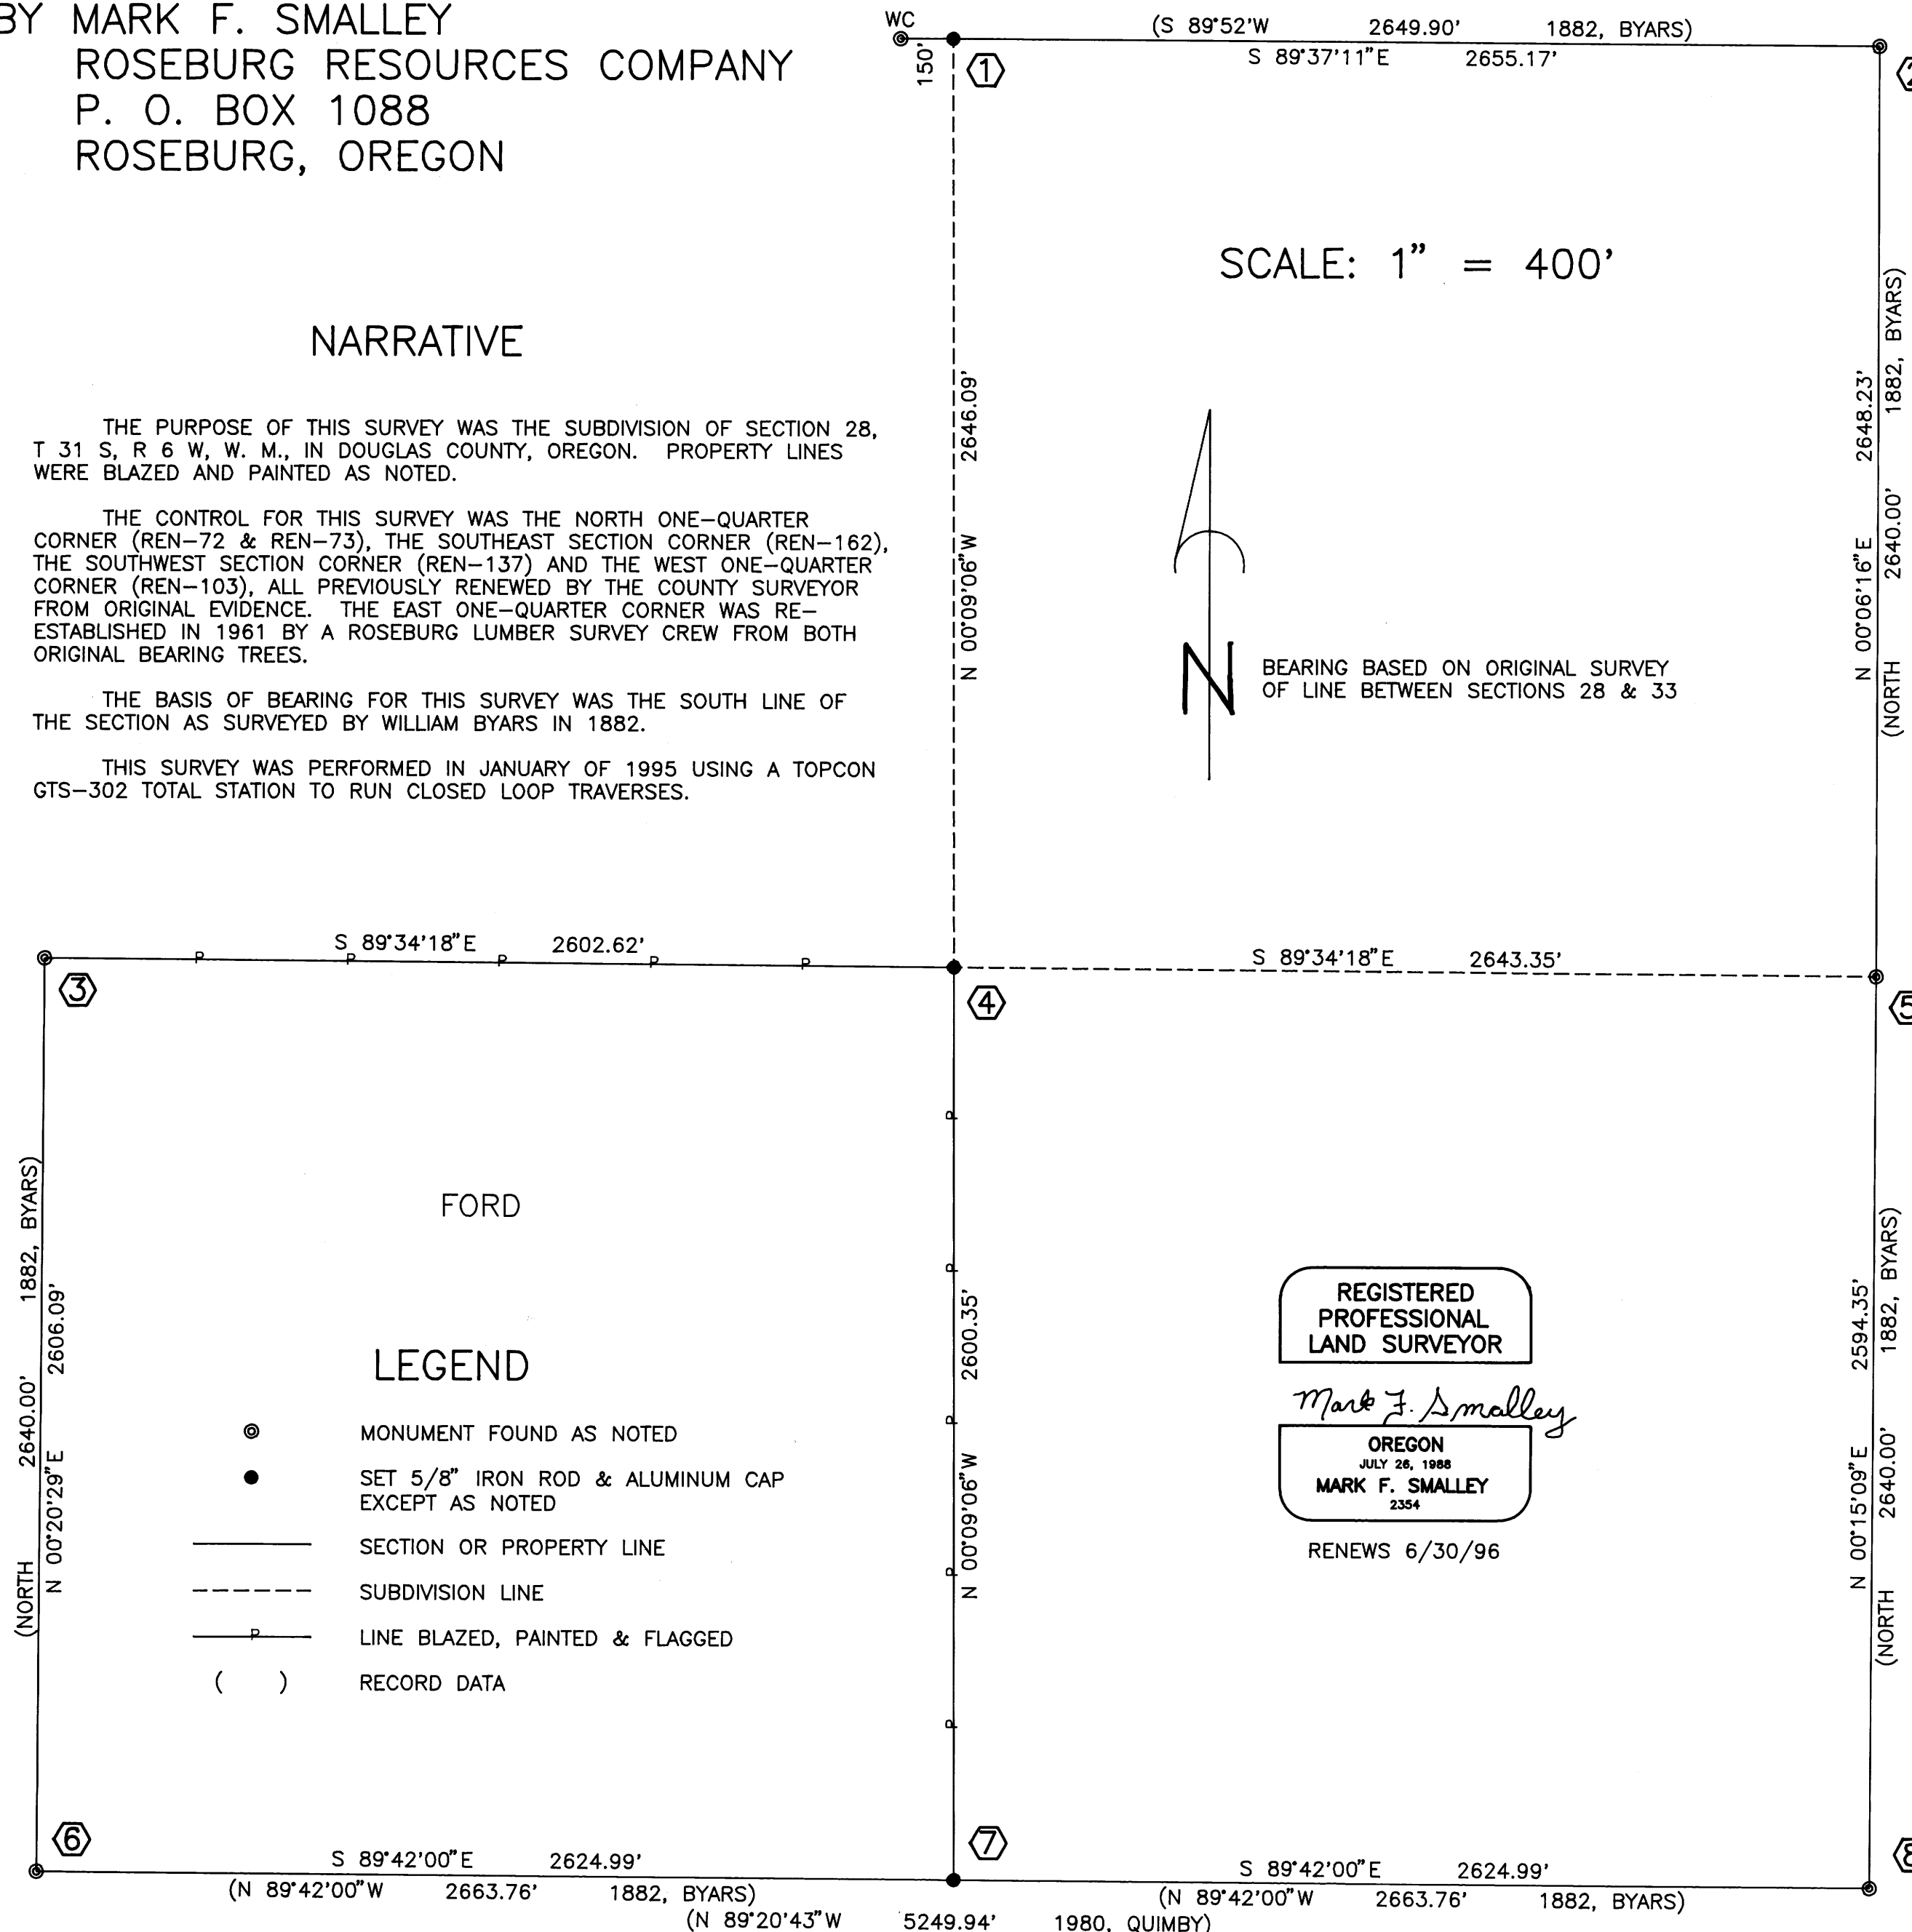 BY MARK F. SMALLEY
ROSEBURG RESOURCES COMPANY
P. O. BOX 1088
ROSEBURG, OREGON
WC
150'
(S 89°52'W 2649.90' 1882, BYARS)
S 89°37'11"E 2655.17'
1
2
SCALE: 1" = 400'
NARRATIVE
THE PURPOSE OF THIS SURVEY WAS THE SUBDIVISION OF SECTION 28,
T 31 S, R 6 W, W. M., IN DOUGLAS COUNTY, OREGON. PROPERTY LINES
WERE BLAZED AND PAINTED AS NOTED.
THE CONTROL FOR THIS SURVEY WAS THE NORTH ONE-QUARTER
CORNER (REN-72 & REN-73), THE SOUTHEAST SECTION CORNER (REN-162),
THE SOUTHWEST SECTION CORNER (REN-137) AND THE WEST ONE-QUARTER
CORNER (REN-103), ALL PREVIOUSLY RENEWED BY THE COUNTY SURVEYOR
FROM ORIGINAL EVIDENCE. THE EAST ONE-QUARTER CORNER WAS RE-
ESTABLISHED IN 1961 BY A ROSEBURG LUMBER SURVEY CREW FROM BOTH
ORIGINAL BEARING TREES.
THE BASIS OF BEARING FOR THIS SURVEY WAS THE SOUTH LINE OF
THE SECTION AS SURVEYED BY WILLIAM BYARS IN 1882.
THIS SURVEY WAS PERFORMED IN JANUARY OF 1995 USING A TOPCON
GTS-302 TOTAL STATION TO RUN CLOSED LOOP TRAVERSES.
N 00°09'06"W 2646.09'
N
BEARING BASED ON ORIGINAL SURVEY
OF LINE BETWEEN SECTIONS 28 & 33
N 00°06'16"E 2648.23'
(NORTH 2640.00' 1882, BYARS)
S 89°34'18"E 2602.62'
P P P P P
S 89°34'18"E 2643.35'
3
4
5
(NORTH 2640.00' 1882, BYARS)
N 00°20'29"E 2606.09'
FORD
LEGEND
MONUMENT FOUND AS NOTED
SET 5/8" IRON ROD & ALUMINUM CAP
EXCEPT AS NOTED
SECTION OR PROPERTY LINE
SUBDIVISION LINE
P LINE BLAZED, PAINTED & FLAGGED
( ) RECORD DATA
P P P P P
N 00°09'06"W 2600.35'
REGISTERED
PROFESSIONAL
LAND SURVEYOR
Mark F. Smalley
OREGON
JULY 26, 1988
MARK F. SMALLEY
2354
RENEWS 6/30/96
N 00°15'09"E 2594.35'
(NORTH 2640.00' 1882, BYARS)
6
7
8
S 89°42'00"E 2624.99'
(N 89°42'00"W 2663.76' 1882, BYARS)
S 89°42'00"E 2624.99'
(N 89°42'00"W 2663.76' 1882, BYARS)
(N 89°20'43"W 5249.94' 1980, QUIMBY)